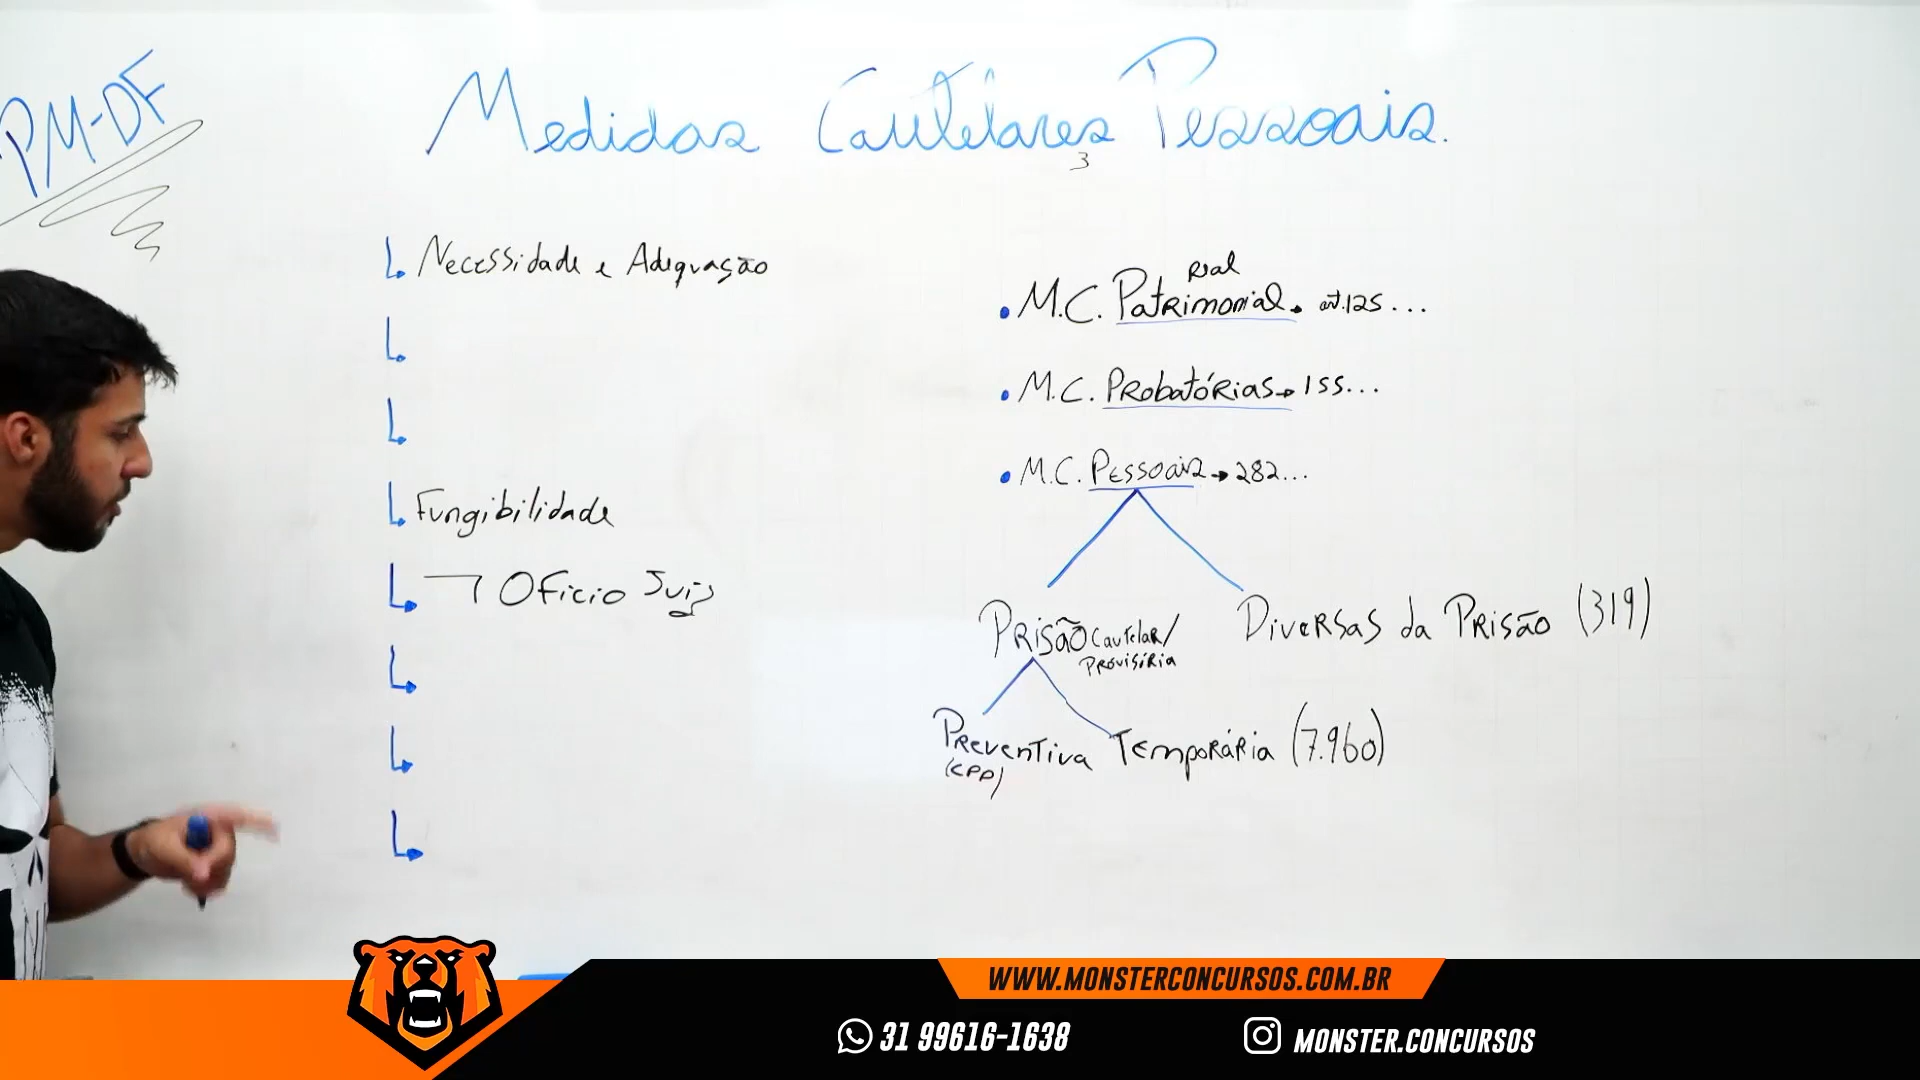 PM-DF
Medidas Cautelares Pessoais.
3
Necessidade e Adequação
Fungibilidade
¬ Ofício Juiz
real
• M.C. Patrimonial → art.125...
• M.C. Probatórias → 155...
• M.C. Pessoais → 282...
Prisão Cautelar/
Provisíria
Diversas da Prisão (319)
Preventiva
(CPP)
Temporária (7.960)
WWW.MONSTERCONCURSOS.COM.BR
31 99616-1638
MONSTER.CONCURSOS